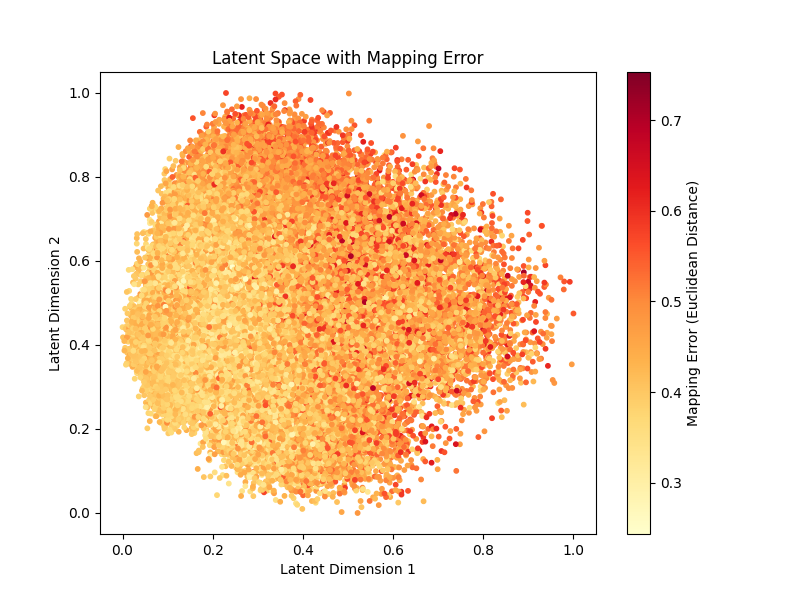 Latent Space with Mapping Error
1.0
0.8
0.6
0.4
0.2
0.0
Latent Dimension 2
0.0 0.2 0.4 0.6 0.8 1.0
Latent Dimension 1
0.7
0.6
0.5
0.4
0.3
Mapping Error (Euclidean Distance)